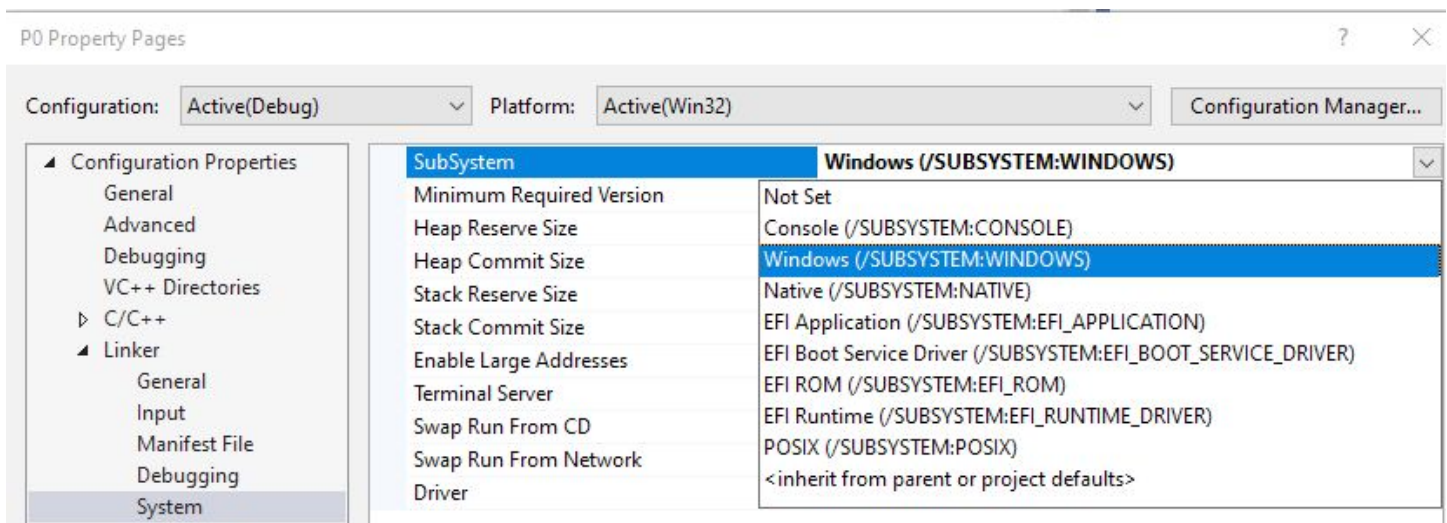 P0 Property Pages ? ×
Configuration: Active(Debug) Platform: Active(Win32) Configuration Manager...
Configuration Properties
General
Advanced
Debugging
VC++ Directories
C/C++
Linker
General
Input
Manifest File
Debugging
System
SubSystem Windows (/SUBSYSTEM:WINDOWS)
Minimum Required Version
Heap Reserve Size
Heap Commit Size
Stack Reserve Size
Stack Commit Size
Enable Large Addresses
Terminal Server
Swap Run From CD
Swap Run From Network
Driver
Not Set
Console (/SUBSYSTEM:CONSOLE)
Windows (/SUBSYSTEM:WINDOWS)
Native (/SUBSYSTEM:NATIVE)
EFI Application (/SUBSYSTEM:EFI_APPLICATION)
EFI Boot Service Driver (/SUBSYSTEM:EFI_BOOT_SERVICE_DRIVER)
EFI ROM (/SUBSYSTEM:EFI_ROM)
EFI Runtime (/SUBSYSTEM:EFI_RUNTIME_DRIVER)
POSIX (/SUBSYSTEM:POSIX)
<inherit from parent or project defaults>